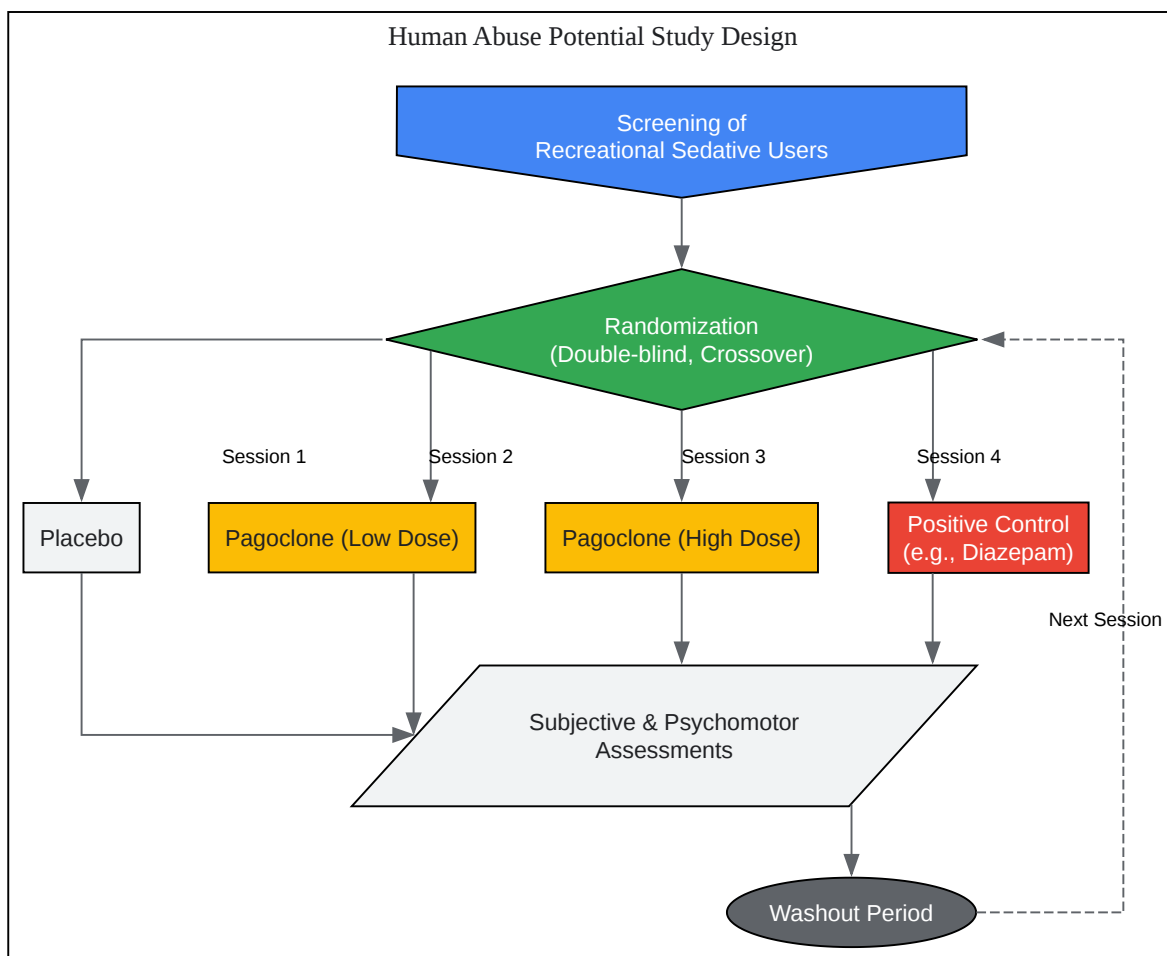 Human Abuse Potential Study Design
Screening of
Recreational Sedative Users
Randomization
(Double-blind, Crossover)
Session 1
Session 2
Session 3
Session 4
Placebo
Pagoclone (Low Dose)
Pagoclone (High Dose)
Positive Control
(e.g., Diazepam)
Next Session
Subjective & Psychomotor
Assessments
Washout Period